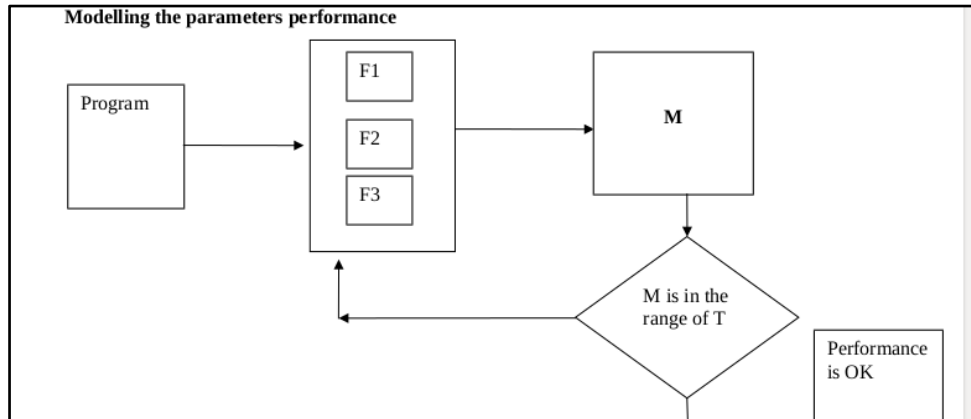 Modelling the parameters performance
Program
F1
F2
F3
M
M is in the
range of T
Performance
is OK